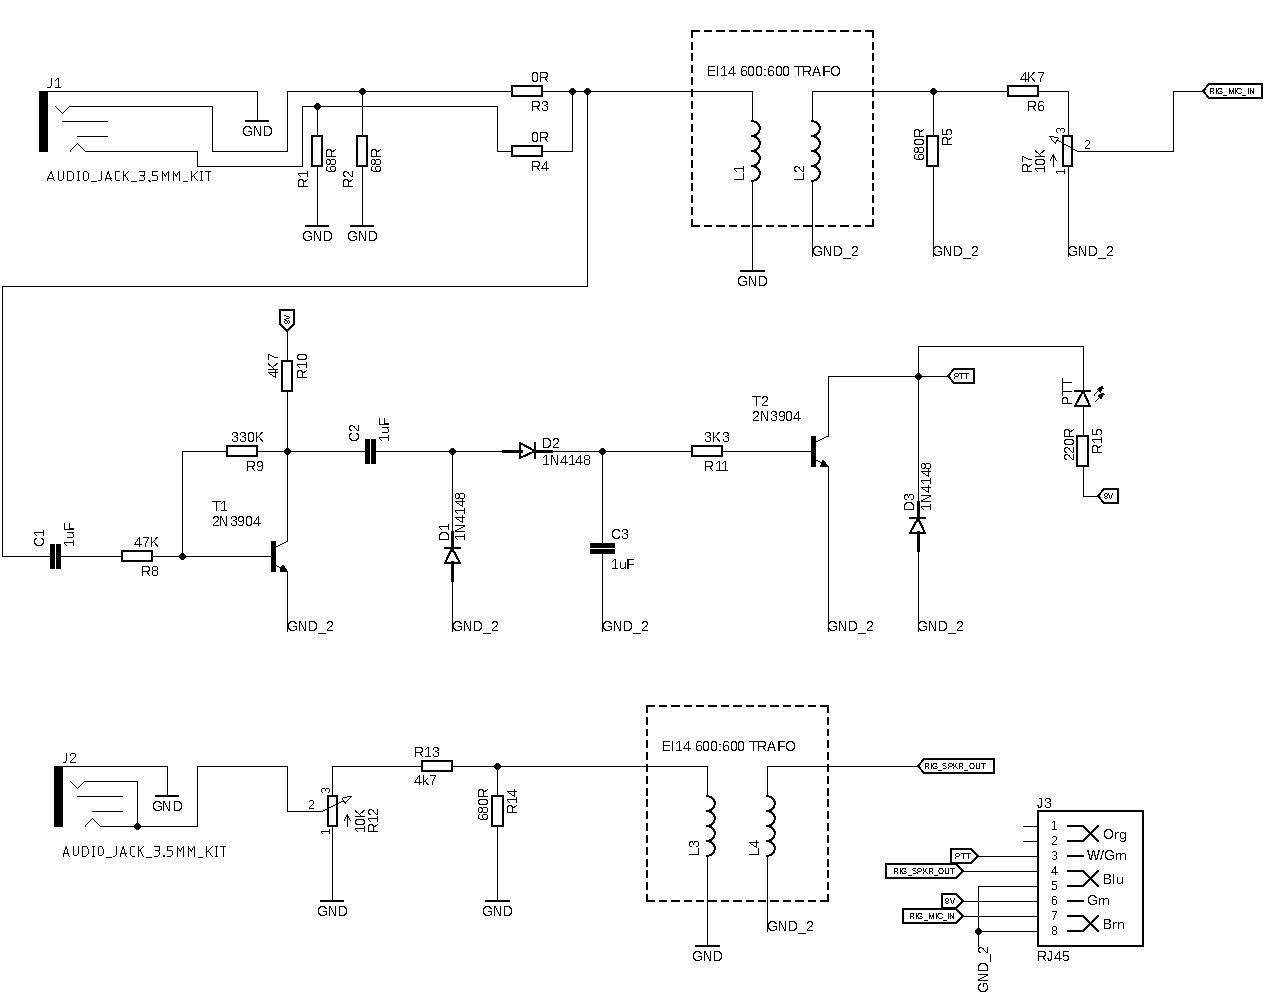 J1
AUDIO_JACK_3.5MM_KIT
GND
R1
68R
GND
R2
68R
GND
0R
R3
0R
R4
EI14 600:600 TRAFO
L1
L2
GND
GND_2
680R
R5
GND_2
4K7
R6
R7
10K
3
2
1
GND_2
RIG_MIC_IN
8V
4K7
R10
330K
R9
C1
1uF
47K
R8
T1
2N3904
GND_2
C2
1uF
D1
1N4148
GND_2
D2
1N4148
C3
1uF
GND_2
3K3
R11
T2
2N3904
GND_2
PTT
D3
1N4148
GND_2
PTT
220R
R15
8V
J2
AUDIO_JACK_3.5MM_KIT
GND
3
2
1
10K
R12
GND
R13
4k7
680R
R14
GND
EI14 600:600 TRAFO
L3
L4
GND
GND_2
RIG_SPKR_OUT
J3
1
2
Org
PTT
3
W/Grn
RIG_SPKR_OUT
4
5
Blu
8V
6
Grn
RIG_MIC_IN
7
8
Brn
GND_2
RJ45